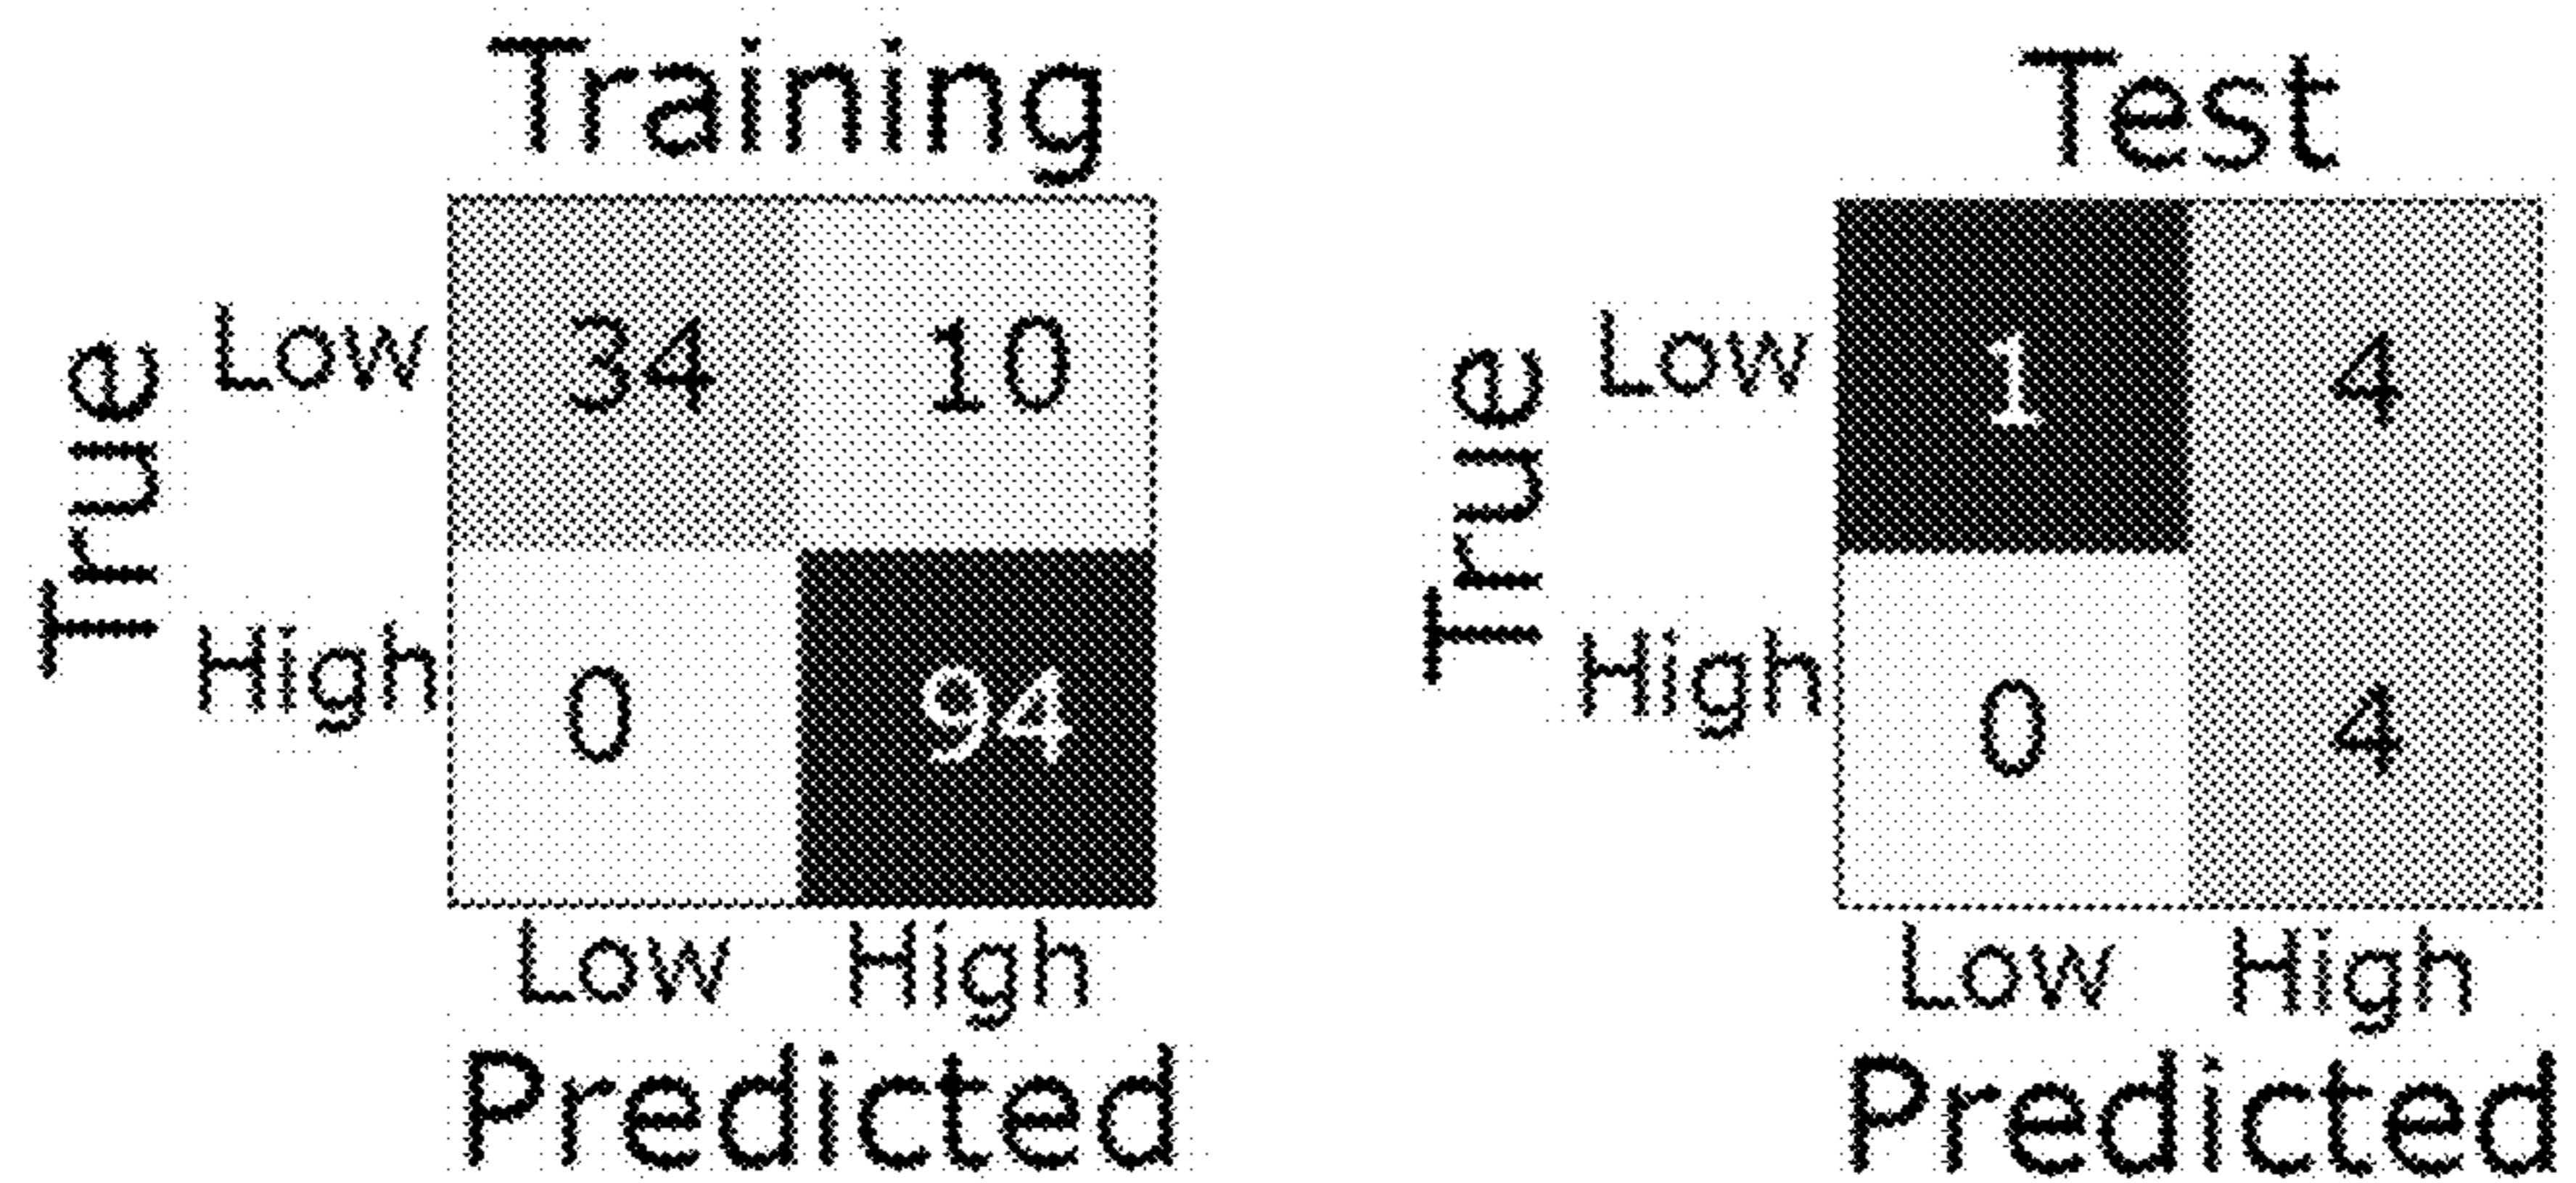 Training
True
Low 34 10
High 0 94
Low High
Predicted
Test
True
Low 1 4
High 0 4
Low High
Predicted